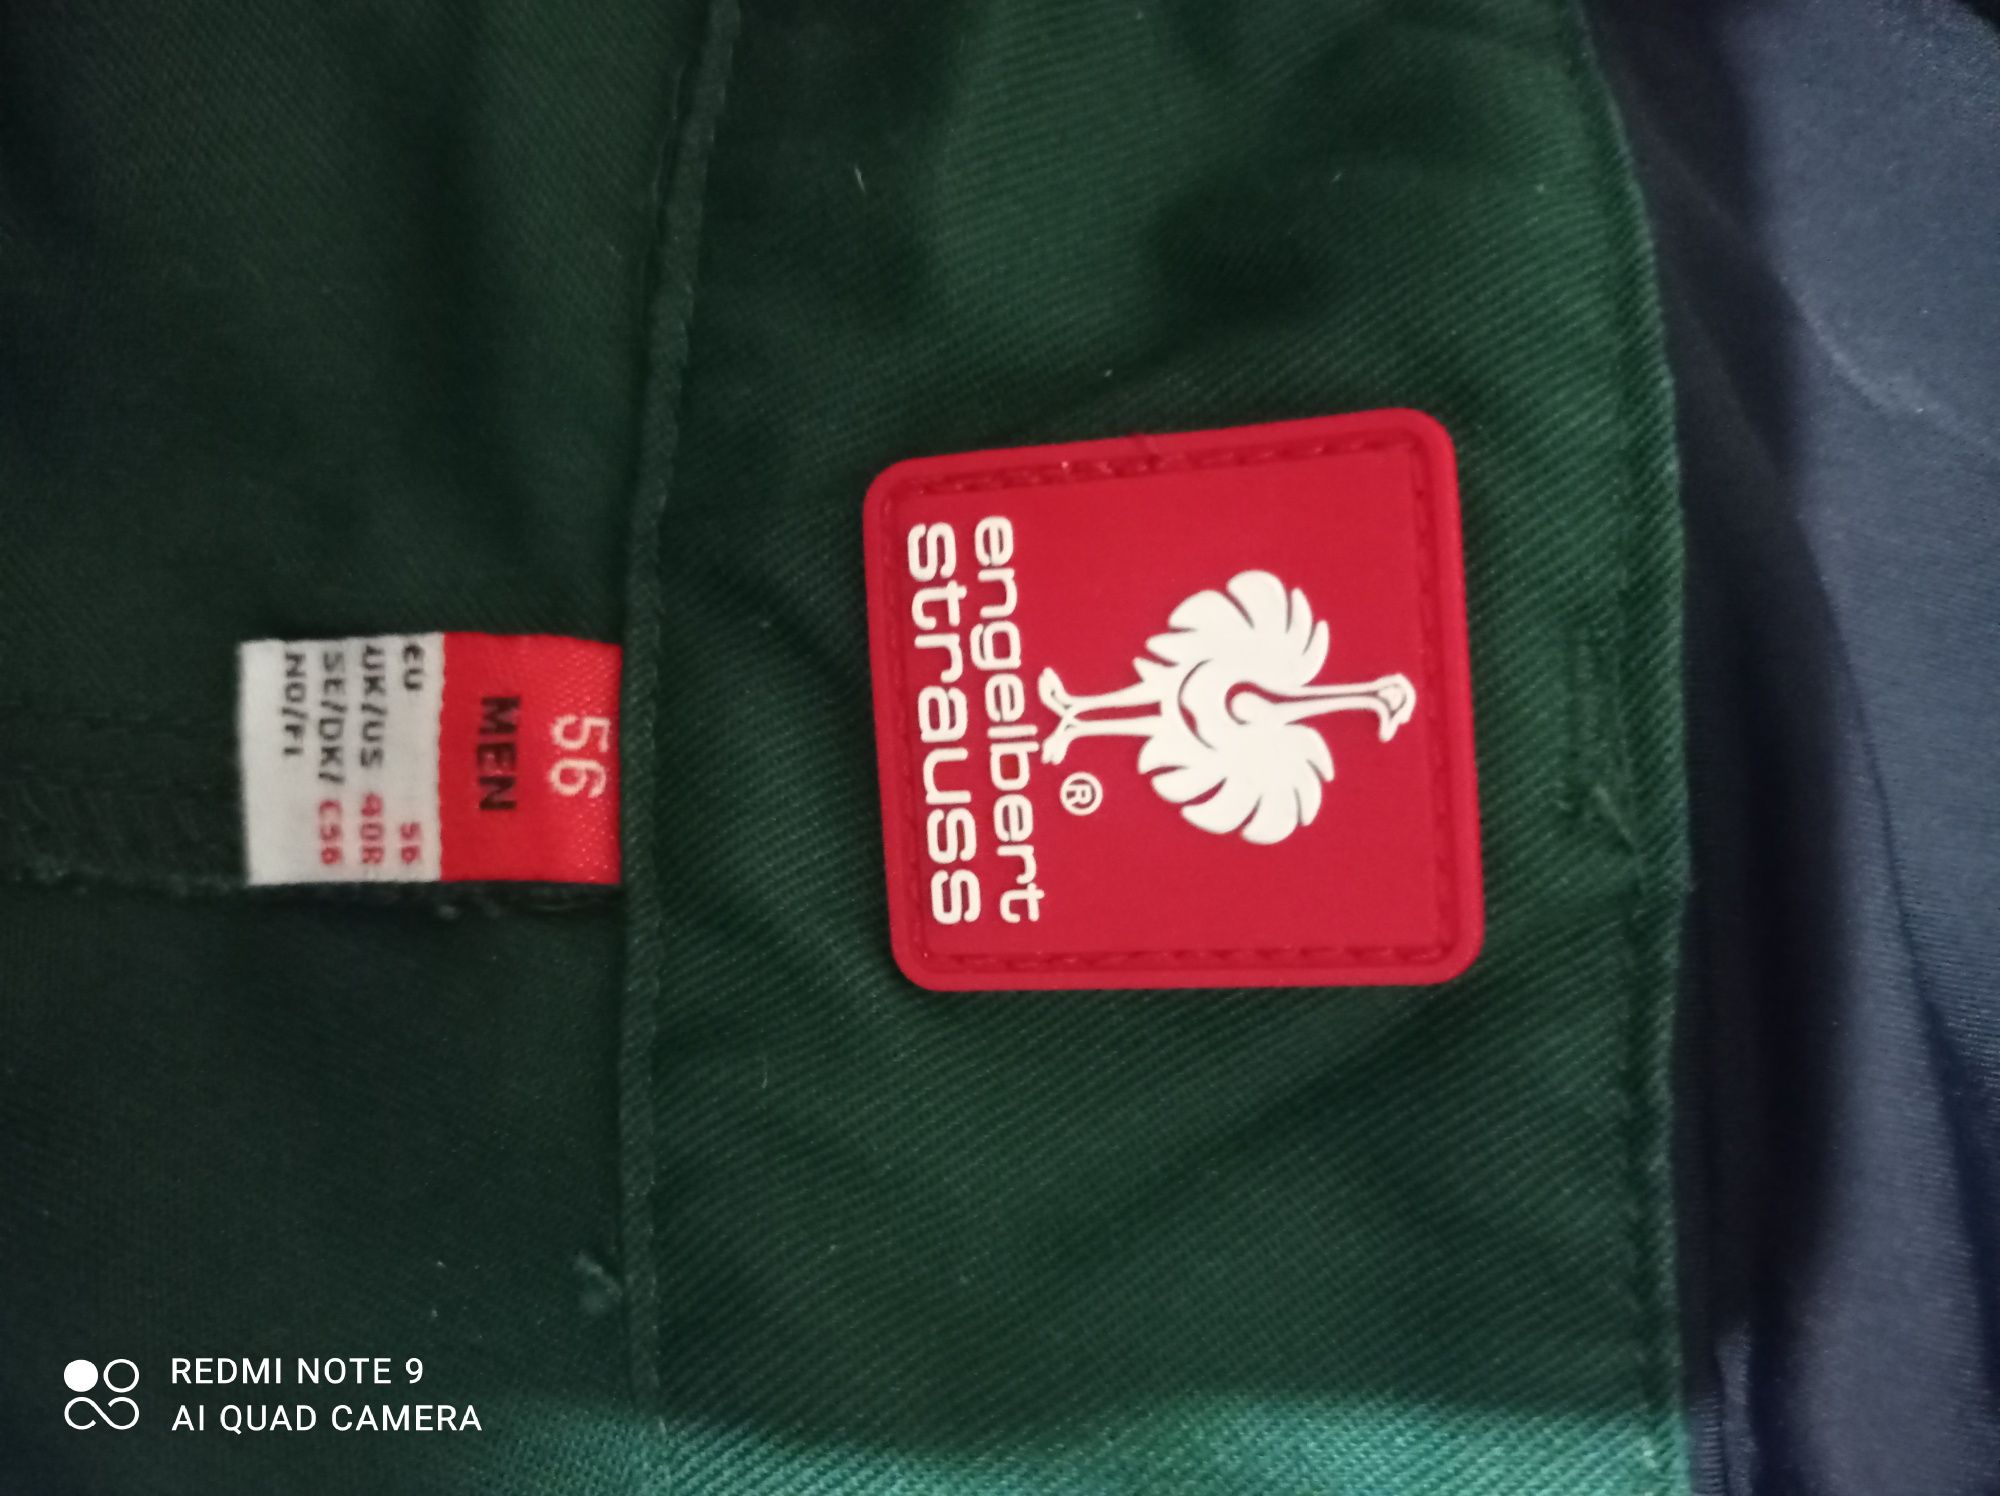 engelbert
strauss
®
56
MEN
EU 56
UK/US 40R
SE/DK/ C56
NO/FI
REDMI NOTE 9
AI QUAD CAMERA